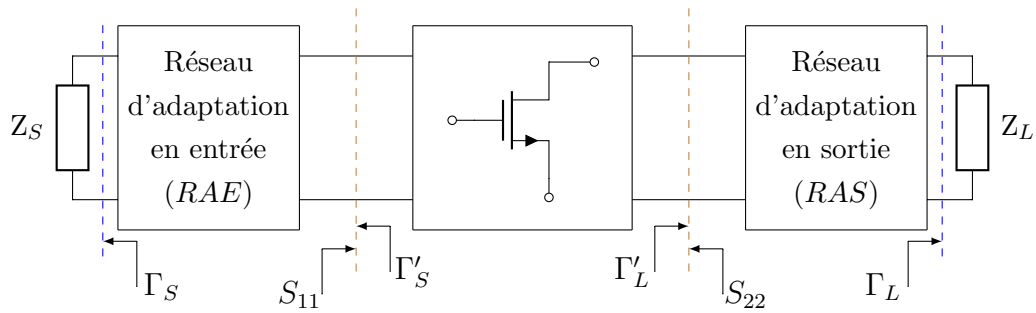 Z_S
Réseau
d'adaptation
en entrée
(RAE)
Réseau
d'adaptation
en sortie
(RAS)
Z_L
Γ_S
S_11
Γ'_S
Γ'_L
S_22
Γ_L